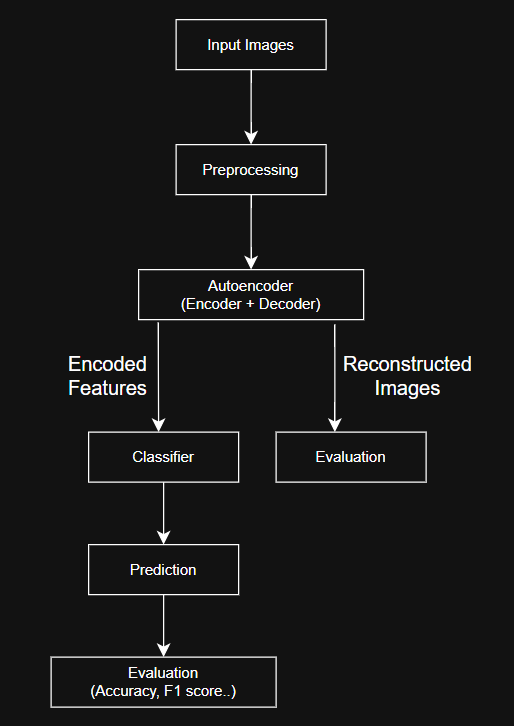 Input Images
Preprocessing
Autoencoder
(Encoder + Decoder)
Encoded
Features
Reconstructed
Images
Classifier
Evaluation
Prediction
Evaluation
(Accuracy, F1 score..)